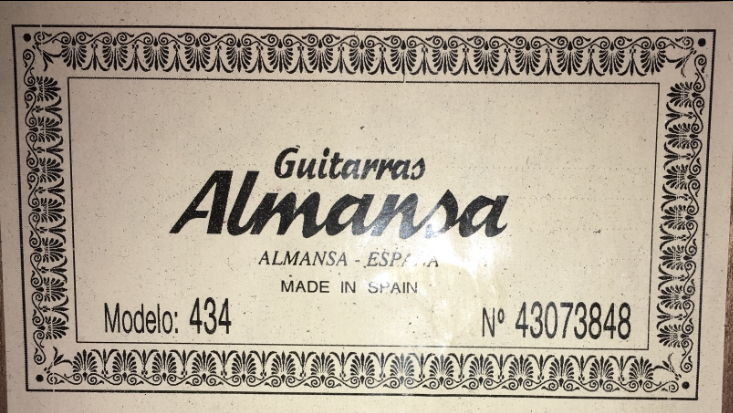 Guitarras
Almansa
ALMANSA - ESPAÑA
MADE IN SPAIN
Modelo: 434
Nº 43073848